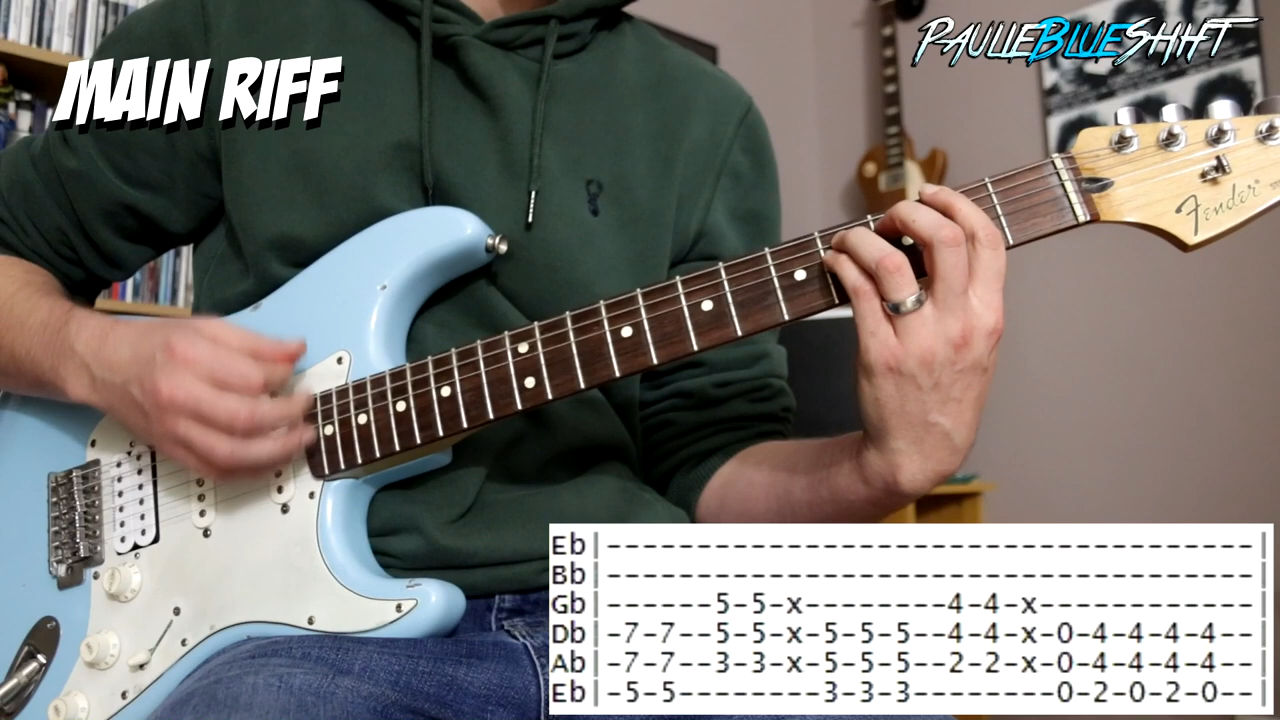 MAIN RIFF
PAULIEBLUESHIFT
Fender
Eb|------------------------------------|
Bb|------------------------------------|
Gb|------5-5-x--------4-4-x------------|
Db|-7-7--5-5-x-5-5-5--4-4-x-0-4-4-4-4--|
Ab|-7-7--3-3-x-5-5-5--2-2-x-0-4-4-4-4--|
Eb|-5-5--------3-3-3--------0-2-0-2-0--|